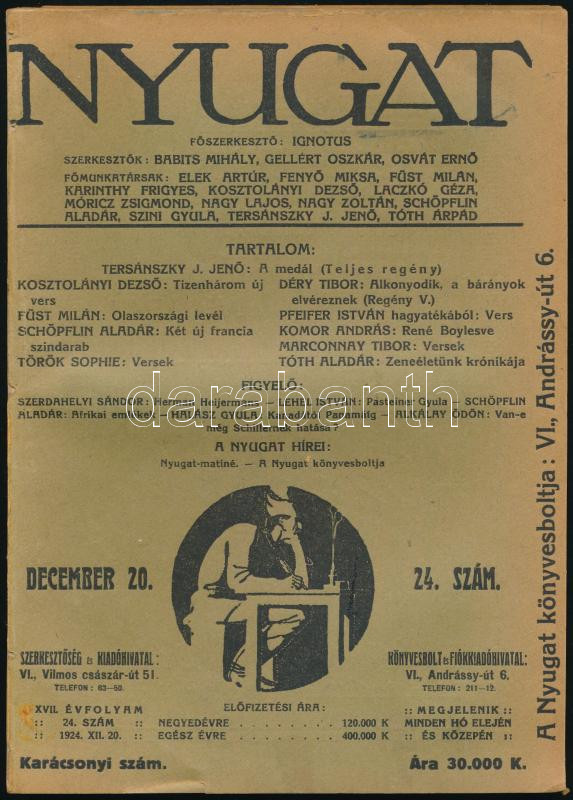 NYUGAT
FŐSZERKESZTŐ: IGNOTUS
SZERKESZTŐK: BABITS MIHÁLY, GELLÉRT OSZKÁR, OSVÁT ERNŐ
FŐMUNKATÁRSAK: ELEK ARTÚR, FENYŐ MIKSA, FÜST MILÁN,
KARINTHY FRIGYES, KOSZTOLÁNYI DEZSŐ, LACZKÓ GÉZA,
MÓRICZ ZSIGMOND, NAGY LAJOS, NAGY ZOLTÁN, SCHÖPFLIN
ALADÁR, SZINI GYULA, TERSÁNSZKY J. JENŐ, TÓTH ÁRPÁD
TARTALOM:
TERSÁNSZKY J. JENŐ: A medál (Teljes regény)
KOSZTOLÁNYI DEZSŐ: Tizenhárom új
vers
FÜST MILÁN: Olaszországi levél
SCHÖPFLIN ALADÁR: Két új francia
szindarab
TÖRÖK SOPHIE: Versek
DÉRY TIBOR: Alkonyodik, a bárányok
elvéreznek (Regény V.)
PFEIFER ISTVÁN hagyatékából: Vers
KOMOR ANDRÁS: René Boylesve
MARCONNAY TIBOR: Versek
TÓTH ALADÁR: Zeneéletünk krónikája
FIGYELŐ:
SZERDAHELYI SÁNDOR: Herman Heijermans — LEHEL ISTVÁN: Pasteiner Gyula — SCHÖPFLIN
ALADÁR: Afrikai emlékek — HALÁSZ GYULA: Kanadától Panamáig — ALKALAY ÖDÖN: Van-e
még Schillernek hatása?
A NYUGAT HÍREI:
Nyugat-matiné. — A Nyugat könyvesboltja
darabanth
DECEMBER 20.
24. SZÁM.
SZERKESZTŐSÉG és KIADÓHIVATAL:
VI., Vilmos császár-út 51.
TELEFON: 63—50.
KÖNYVESBOLT és FIÓKKIADÓHIVATAL:
VI., Andrássy-út 6.
TELEFON: 211—12.
XVII. ÉVFOLYAM
:: 24. SZÁM ::
:: 1924. XII. 20. ::
ELŐFIZETÉSI ÁRA:
NEGYEDÉVRE . . . . . . . . 120.000 K
EGÉSZ ÉVRE . . . . . . . . 400.000 K
:: MEGJELENIK ::
MINDEN HÓ ELEJÉN
:: ÉS KÖZEPÉN ::
Karácsonyi szám.
Ára 30.000 K.
A Nyugat könyvesboltja: VI., Andrássy-út 6.